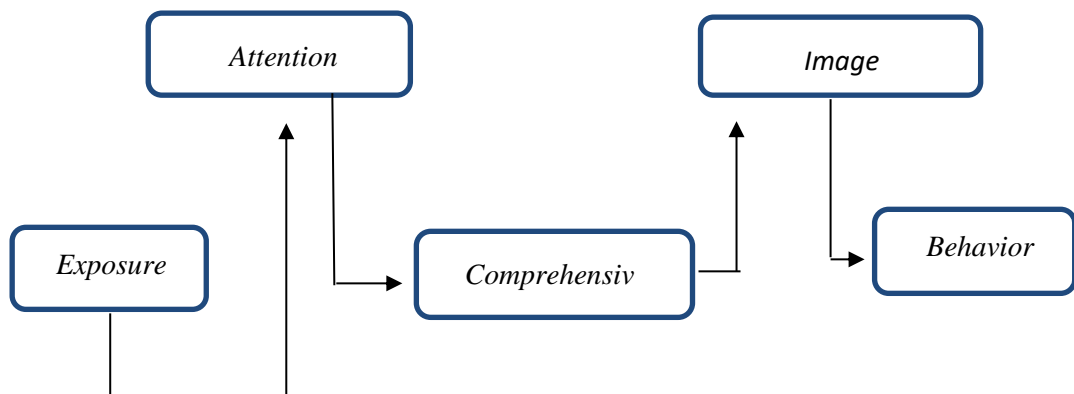 Attention
Image
Exposure
Comprehensiv
Behavior